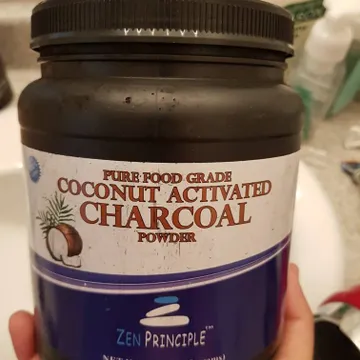 PURE FOOD GRADE
COCONUT ACTIVATED
CHARCOAL
POWDER
ZEN PRINCIPLE™